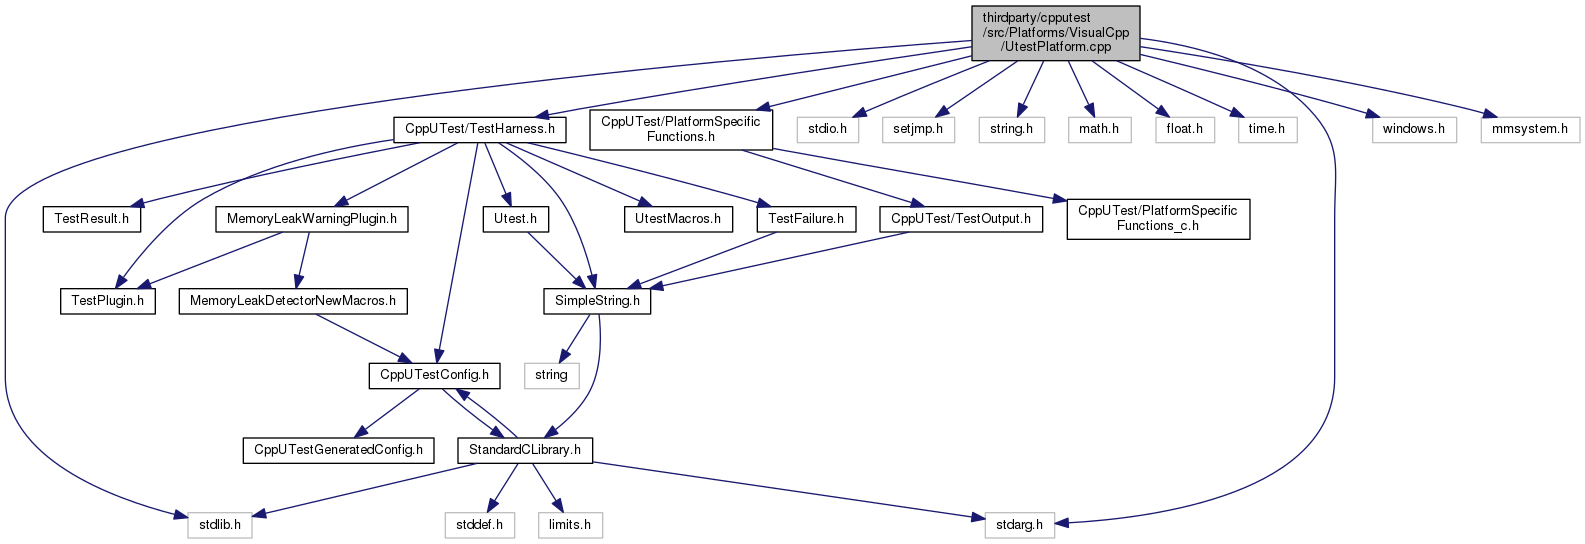 thirdparty/cpputest
/src/Platforms/VisualCpp
/UtestPlatform.cpp
CppUTest/TestHarness.h
CppUTest/PlatformSpecific
Functions.h
stdio.h
setjmp.h
string.h
math.h
float.h
time.h
windows.h
mmsystem.h
TestResult.h
MemoryLeakWarningPlugin.h
Utest.h
UtestMacros.h
TestFailure.h
CppUTest/TestOutput.h
CppUTest/PlatformSpecific
Functions_c.h
TestPlugin.h
MemoryLeakDetectorNewMacros.h
SimpleString.h
CppUTestConfig.h
string
CppUTestGeneratedConfig.h
StandardCLibrary.h
stdlib.h
stddef.h
limits.h
stdarg.h